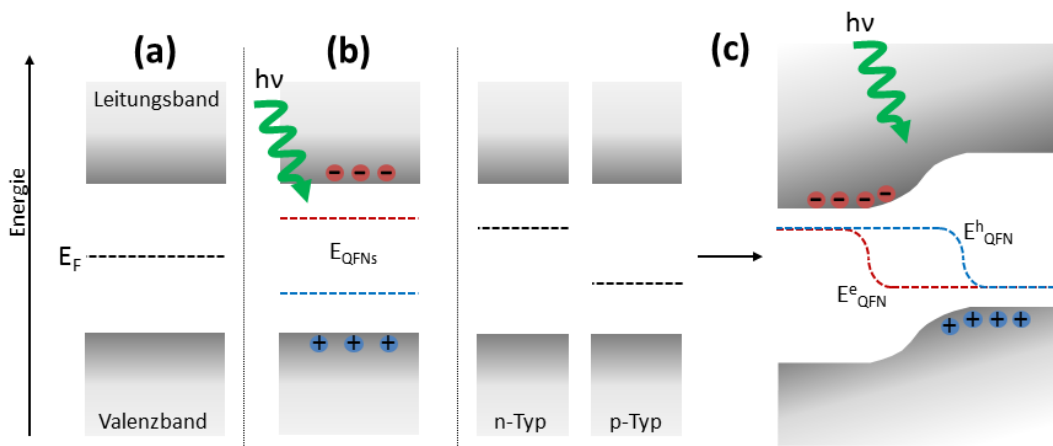 (a)
(b)
(c)
hν
hν
Leitungsband
Energie
E_F
E_QFNs
E^h_QFN
E^e_QFN
Valenzband
n-Typ
p-Typ